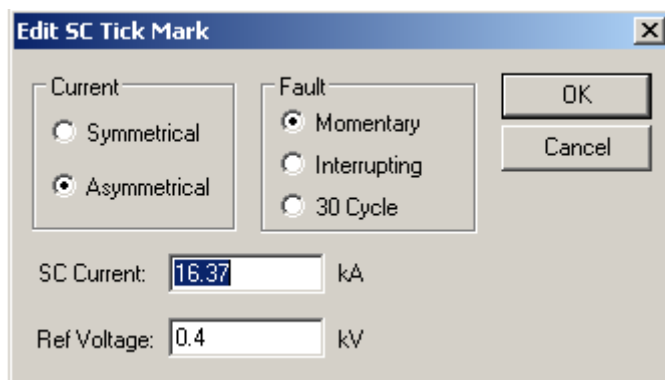 Edit SC Tick Mark
Current
Symmetrical
Asymmetrical
Fault
Momentary
Interrupting
30 Cycle
OK
Cancel
SC Current: 16.37 kA
Ref Voltage: 0.4 kV